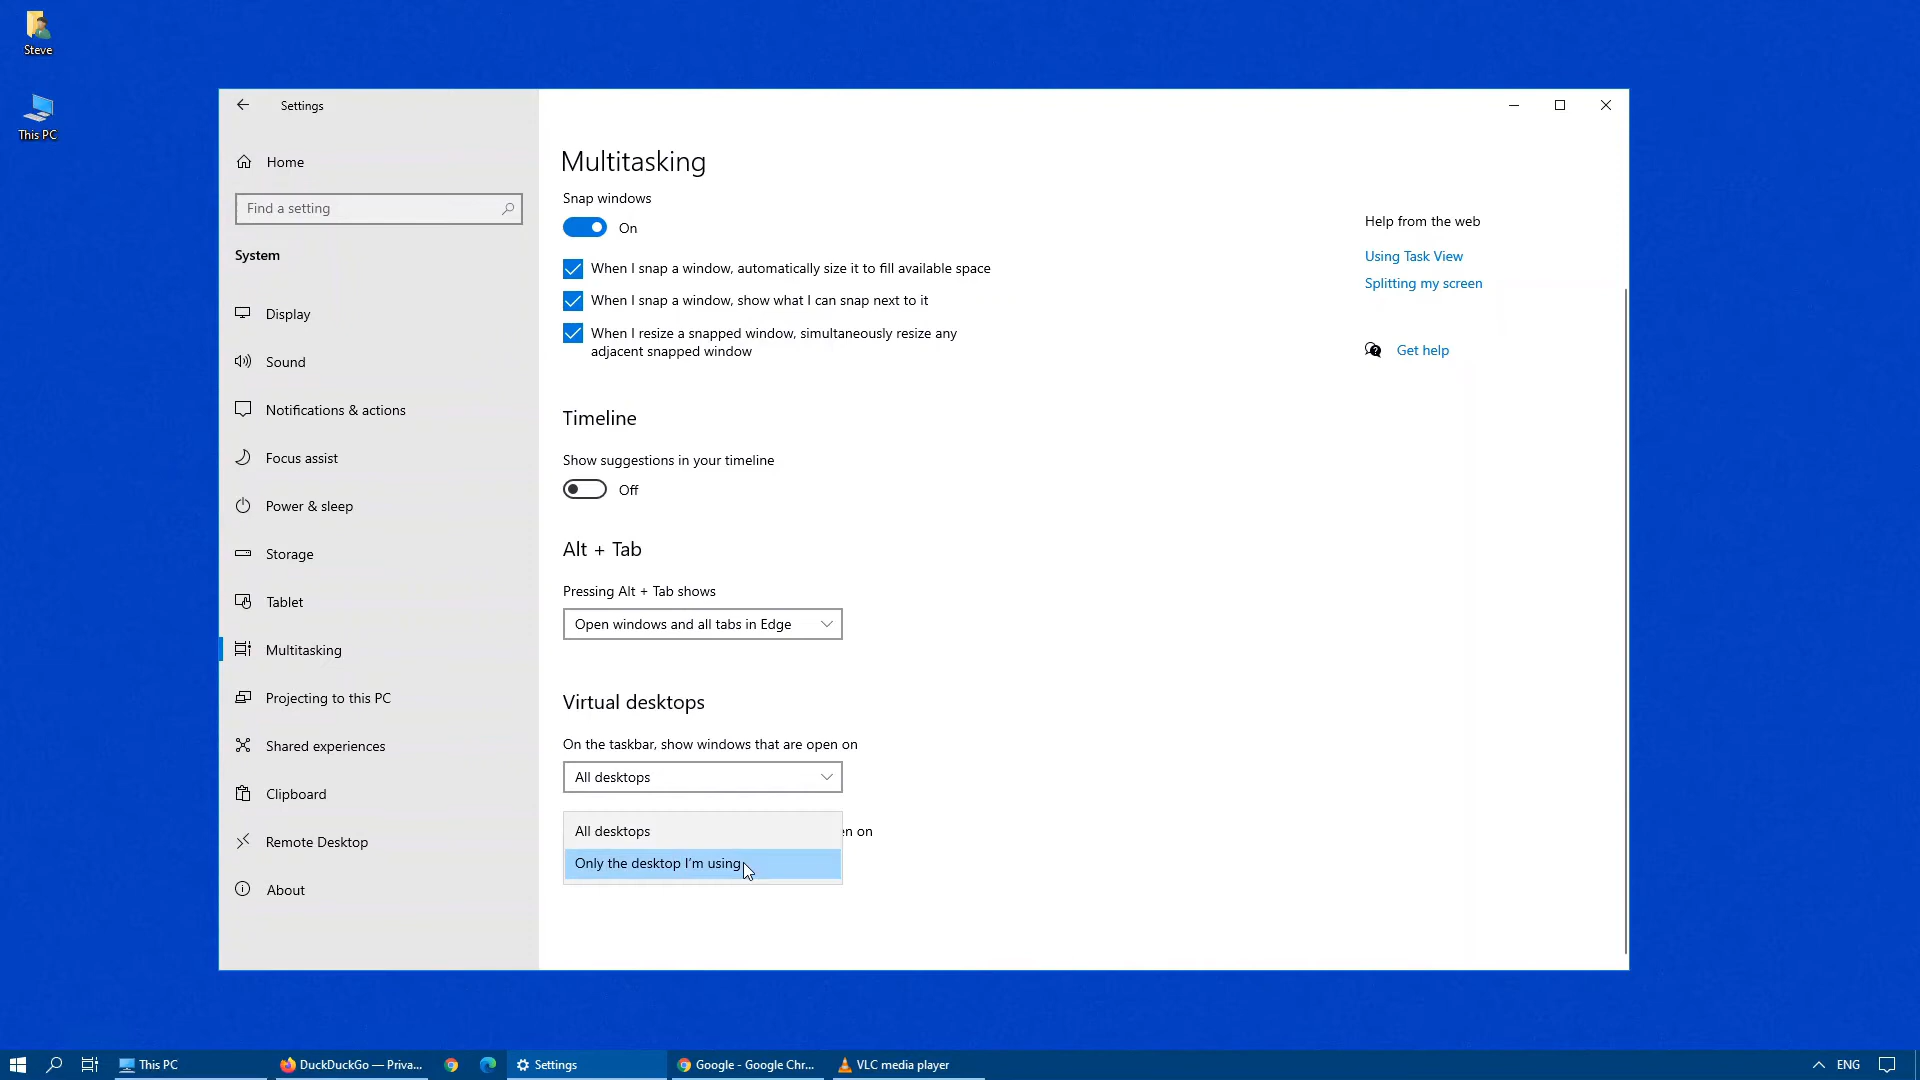 Steve
This PC
Settings
Home
Find a setting
System
Display
Sound
Notifications & actions
Focus assist
Power & sleep
Storage
Tablet
Multitasking
Projecting to this PC
Shared experiences
Clipboard
Remote Desktop
About
Multitasking
Snap windows
On
When I snap a window, automatically size it to fill available space
When I snap a window, show what I can snap next to it
When I resize a snapped window, simultaneously resize any
adjacent snapped window
Timeline
Show suggestions in your timeline
Off
Alt + Tab
Pressing Alt + Tab shows
Open windows and all tabs in Edge
Virtual desktops
On the taskbar, show windows that are open on
All desktops
All desktops
en on
Only the desktop I’m using
Help from the web
Using Task View
Splitting my screen
Get help
This PC
DuckDuckGo — Priva...
Settings
Google - Google Chr...
VLC media player
ENG